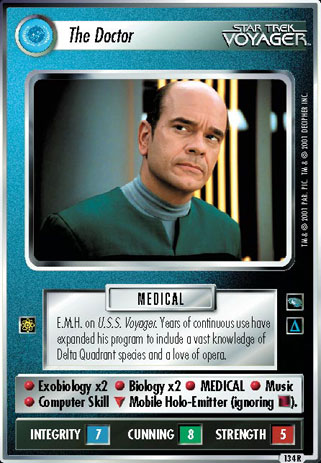 The Doctor
STAR TREK
VOYAGER™
TM & © 2001 PAR. PIC. TM & © 2001 DECIPHER INC.
MEDICAL
E.M.H. on U.S.S. Voyager. Years of continuous use have
expanded his program to include a vast knowledge of
Delta Quadrant species and a love of opera.
Exobiology x2 Biology x2 MEDICAL Music
Computer Skill Mobile Holo-Emitter (ignoring ).
INTEGRITY 7 CUNNING 8 STRENGTH 5
134R